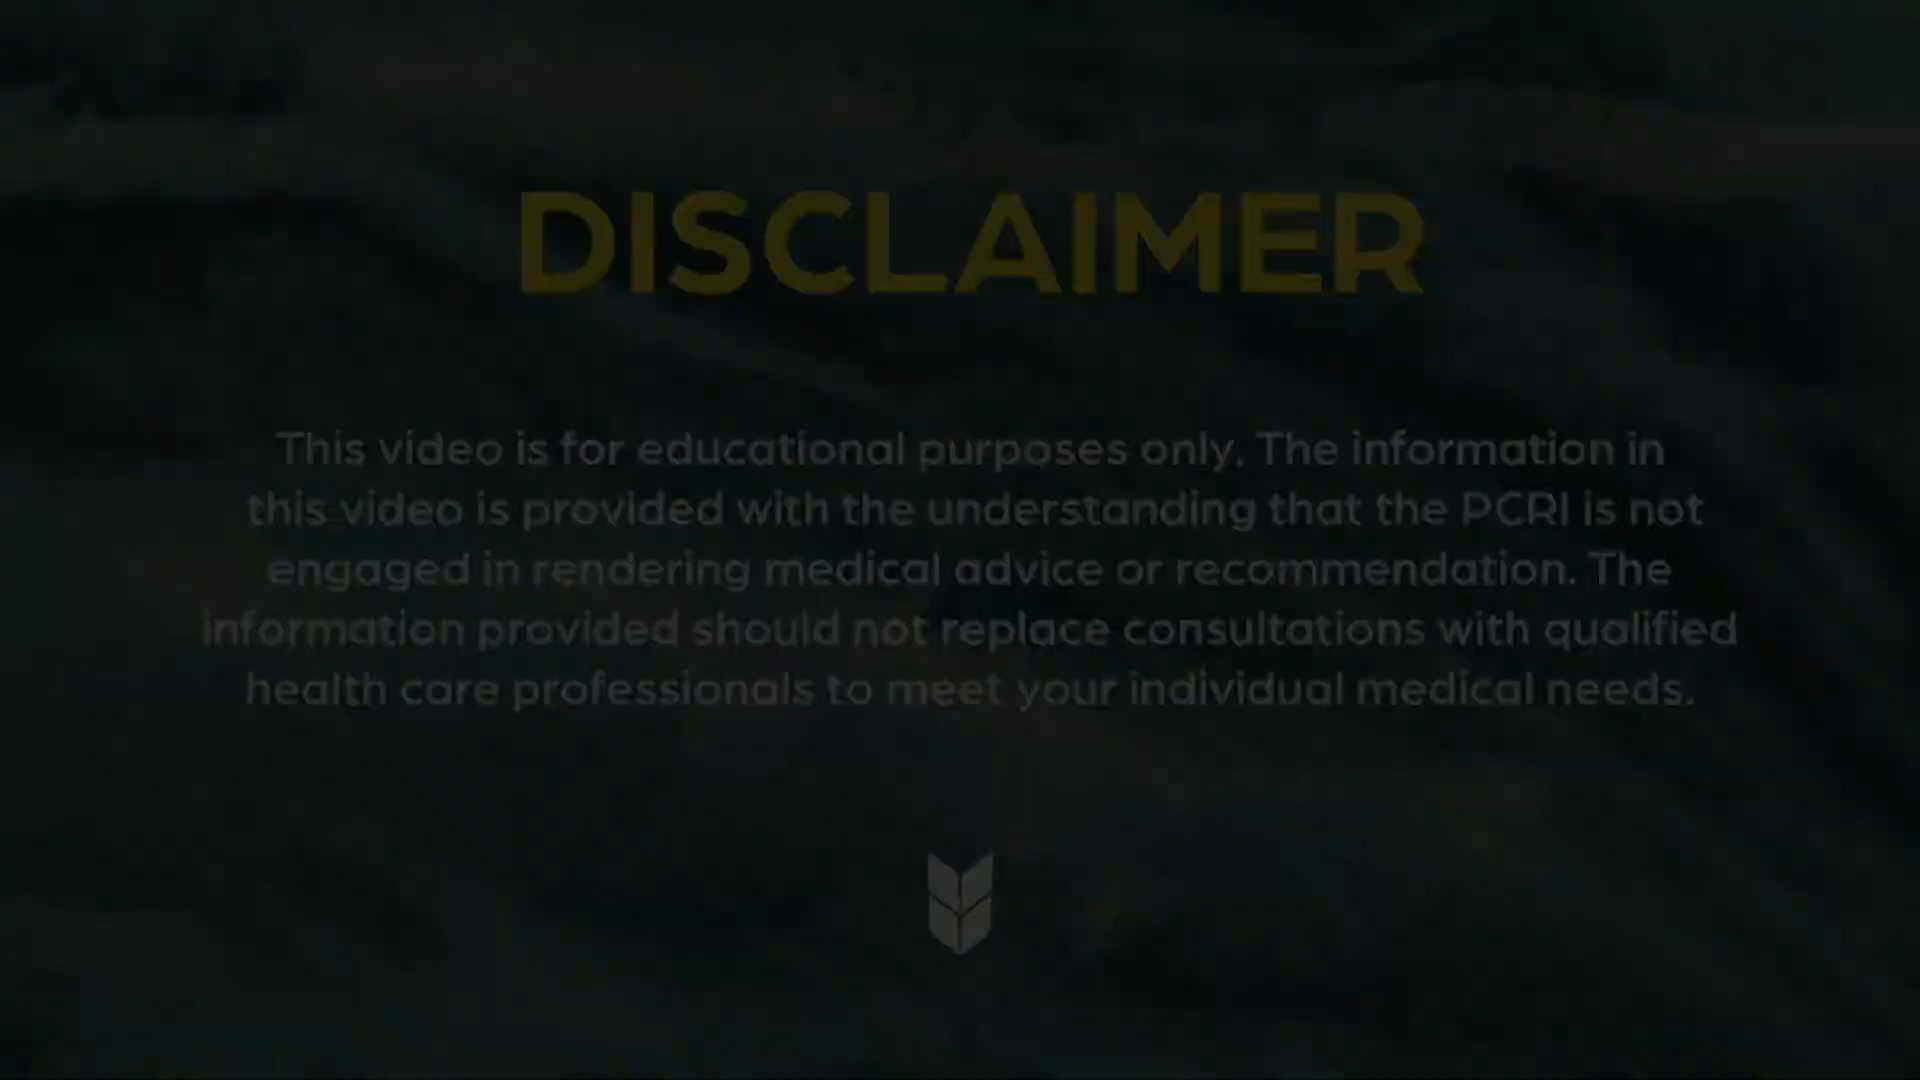 DISCLAIMER
This video is for educational purposes only. The information in
this video is provided with the understanding that the PCRI is not
engaged in rendering medical advice or recommendation. The
information provided should not replace consultations with qualified
health care professionals to meet your individual medical needs.